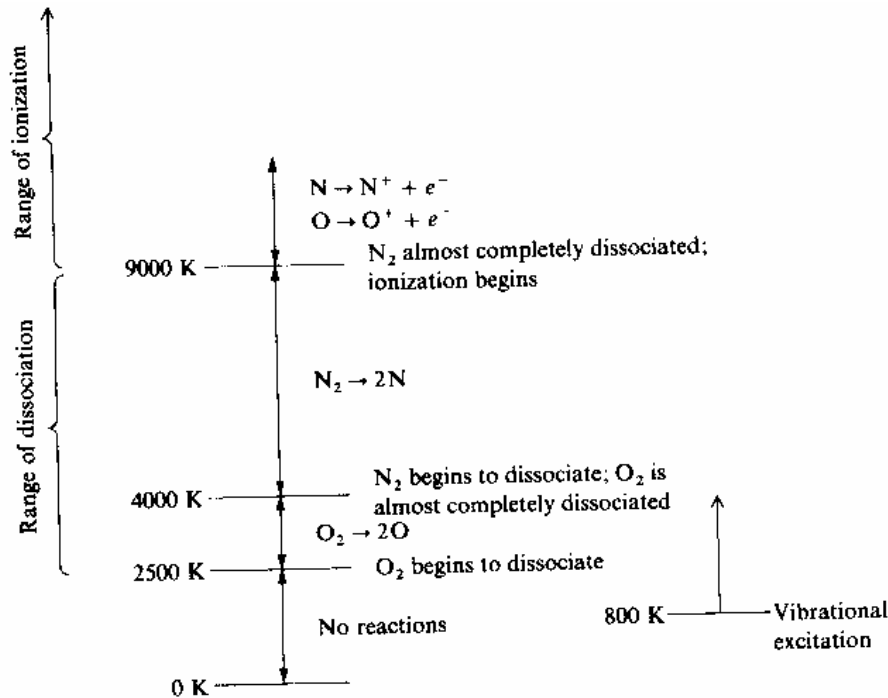 Range of ionization
N → N⁺ + e⁻
O → O⁺ + e⁻
9000 K
N₂ almost completely dissociated;
ionization begins
Range of dissociation
N₂ → 2N
4000 K
N₂ begins to dissociate; O₂ is
almost completely dissociated
O₂ → 2O
2500 K
O₂ begins to dissociate
800 K
Vibrational
excitation
No reactions
0 K